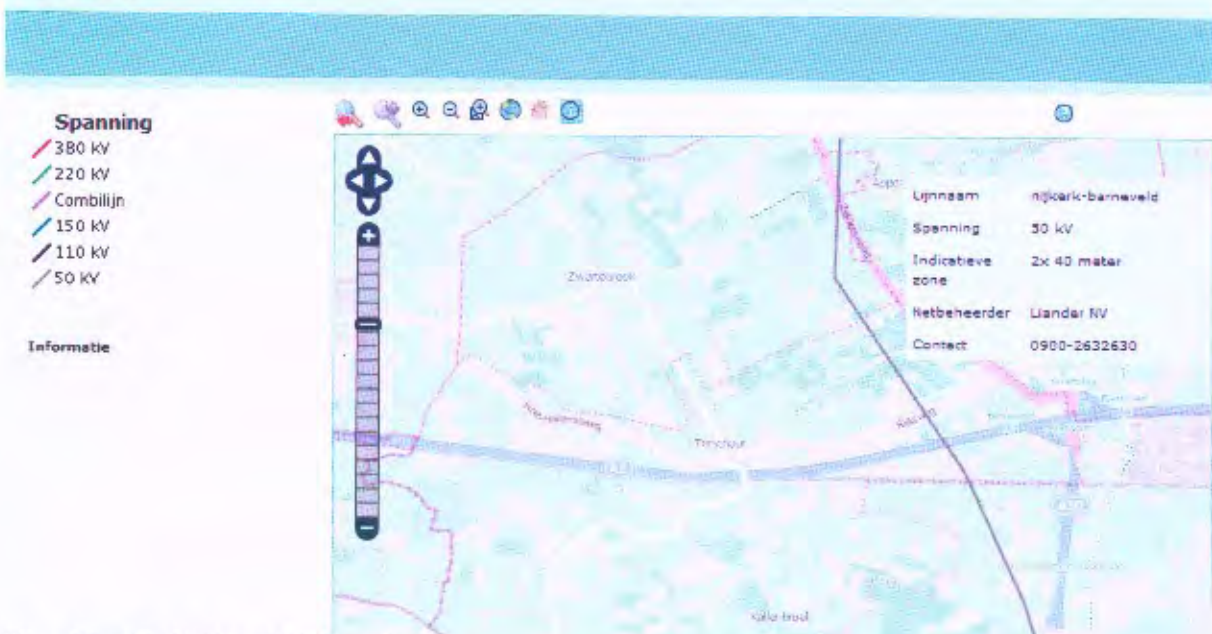 Spanning
380 kV
220 kV
Combilijn
150 kV
110 kV
50 kV
Informatie
Lijnnaam nijkerk-barneveld
Spanning 50 kV
Indicatieve zone 2x 40 meter
Netbeheerder Liander NV
Contact 0900-2632630
Zwartebroek
Terschuur